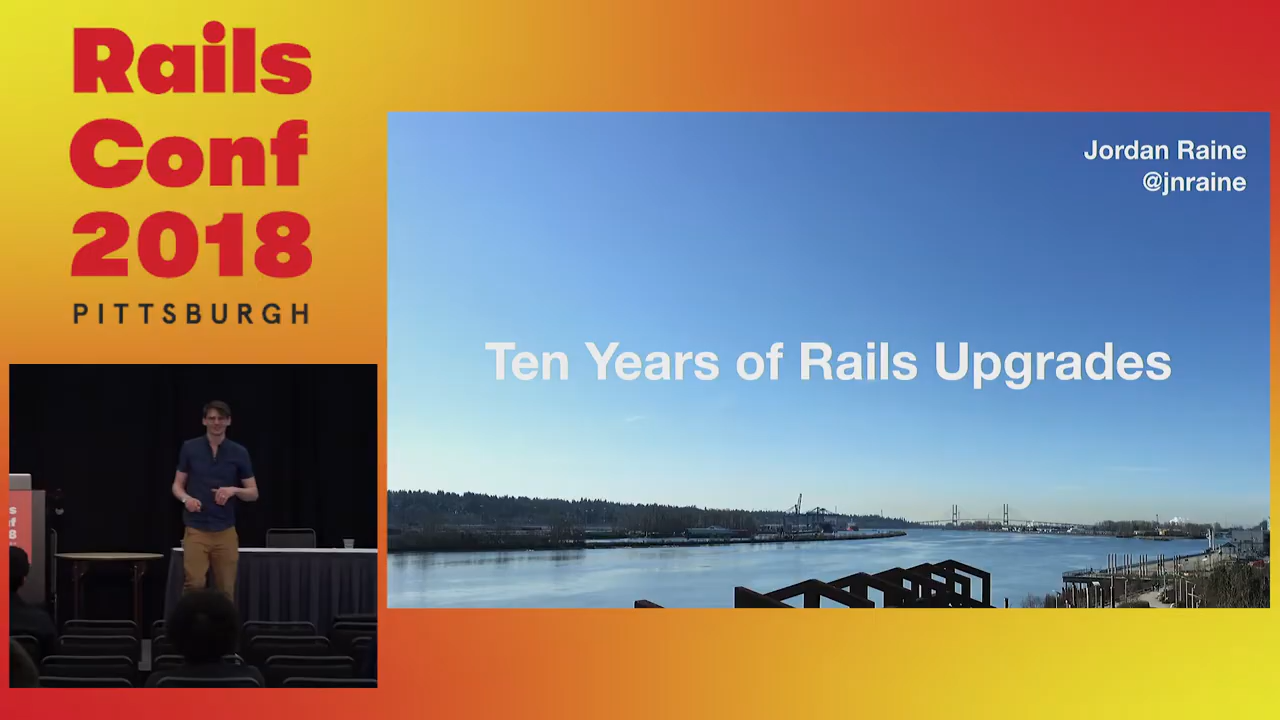 Rails
Conf
2018
PITTSBURGH
Jordan Raine
@jnraine
Ten Years of Rails Upgrades